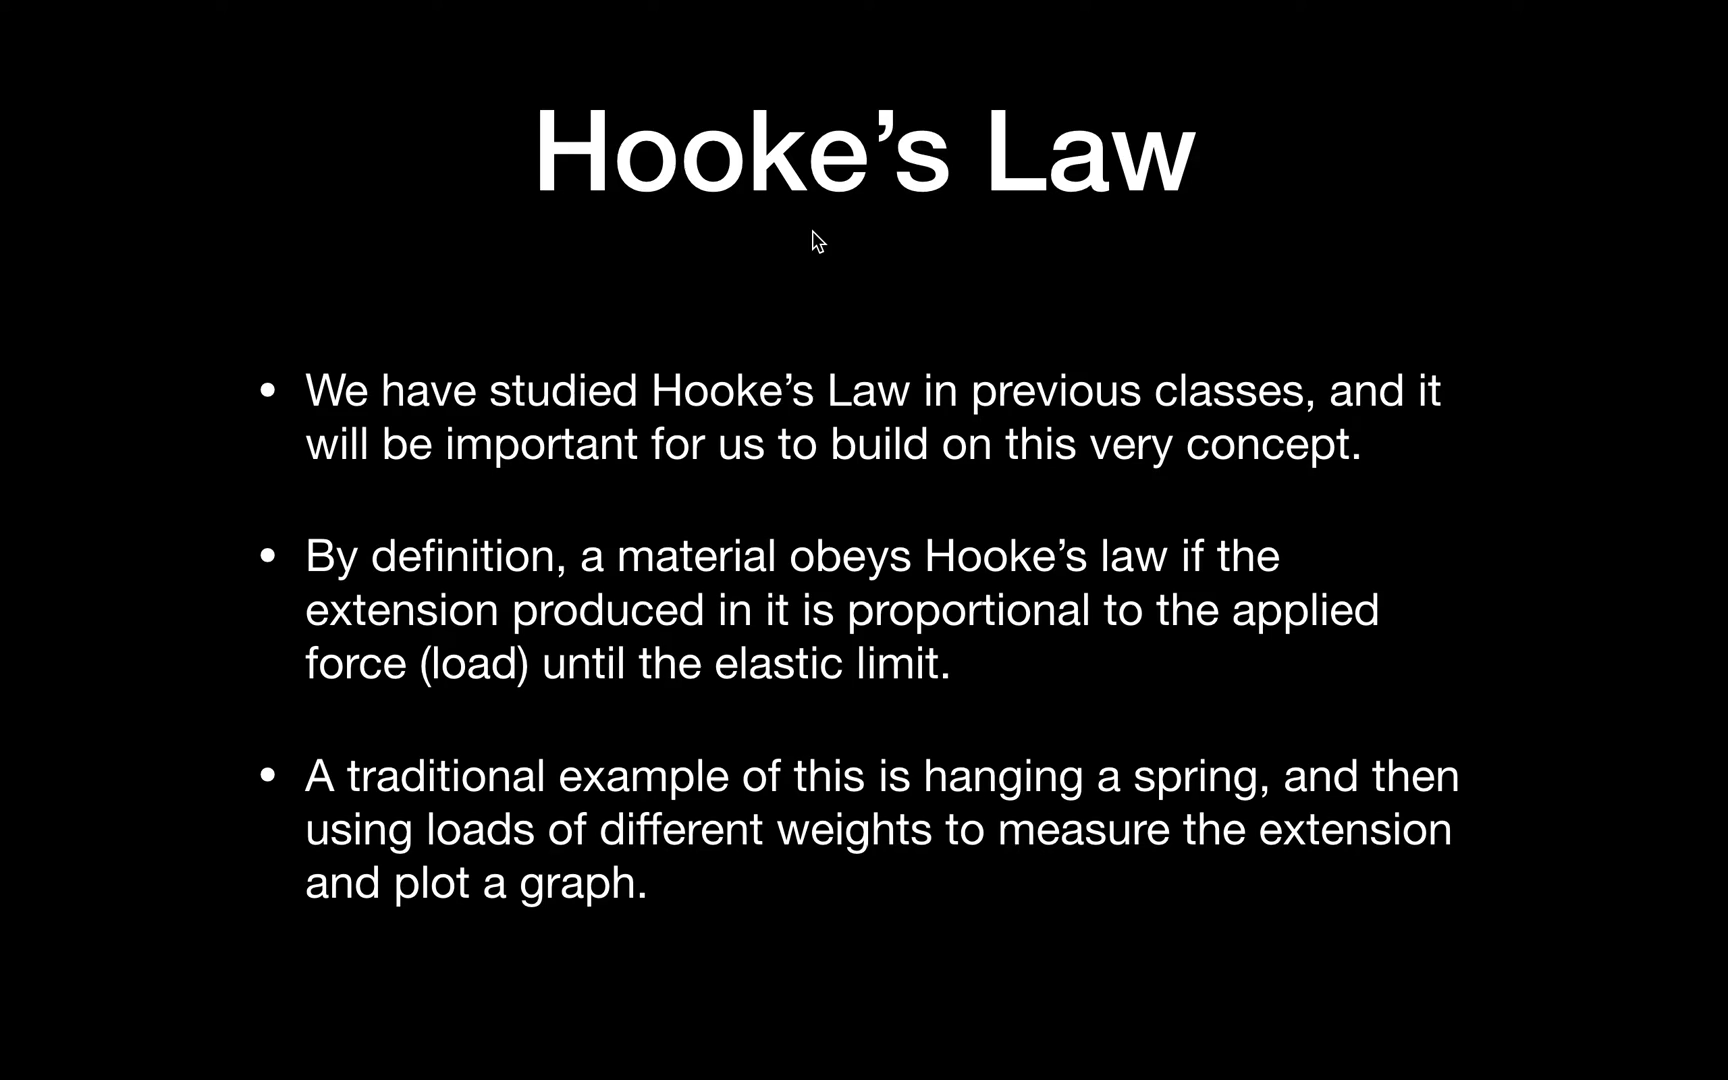 Hooke’s Law
• We have studied Hooke’s Law in previous classes, and it
will be important for us to build on this very concept.
• By definition, a material obeys Hooke’s law if the
extension produced in it is proportional to the applied
force (load) until the elastic limit.
• A traditional example of this is hanging a spring, and then
using loads of different weights to measure the extension
and plot a graph.